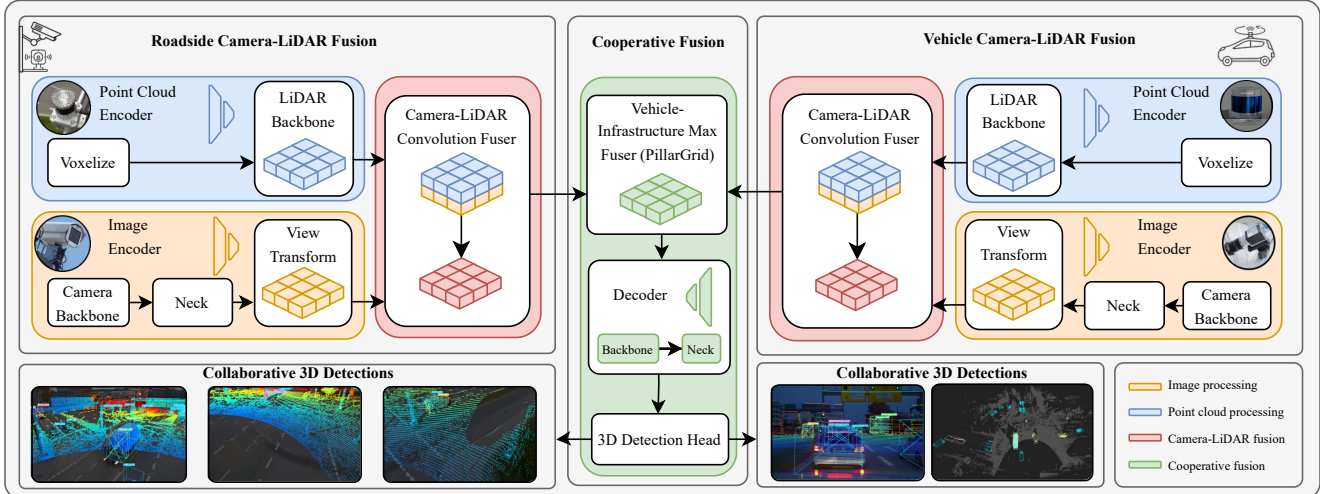 Roadside Camera-LiDAR Fusion
Point Cloud
Encoder
LiDAR
Backbone
Voxelize
Camera-LiDAR
Convolution Fuser
Image
Encoder
View
Transform
Camera
Backbone
Neck
Cooperative Fusion
Vehicle-
Infrastructure Max
Fuser (PillarGrid)
Decoder
Backbone
Neck
3D Detection Head
Vehicle Camera-LiDAR Fusion
Camera-LiDAR
Convolution Fuser
LiDAR
Backbone
Point Cloud
Encoder
Voxelize
View
Transform
Image
Encoder
Neck
Camera
Backbone
Collaborative 3D Detections
Collaborative 3D Detections
Image processing
Point cloud processing
Camera-LiDAR fusion
Cooperative fusion